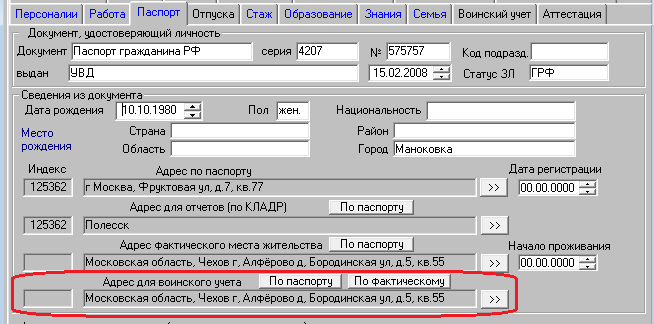 Персоналии Работа Паспорт Отпуска Стаж Образование Знания Семья Воинский учет Аттестация
Документ, удостоверяющий личность
Документ Паспорт гражданина РФ серия 4207 № 575757 Код подразд.
выдан УВД 15.02.2008 Статус ЗЛ ГРФ
Сведения из документа
Дата рождения 10.10.1980 Пол жен. Национальность
Место рождения Страна Район
Область Город Маноковка
Индекс Адрес по паспорту Дата регистрации
125362 г Москва, Фруктовая ул, д.7, кв.77 >> 00.00.0000
Адрес для отчетов (по КЛАДР) По паспорту
125362 Полесск >>
Адрес фактического места жительства По паспорту Начало проживания
Московская область, Чехов г, Алфёрово д, Бородинская ул, д.5, кв.55 >> 00.00.0000
Адрес для воинского учета По паспорту По фактическому
Московская область, Чехов г, Алфёрово д, Бородинская ул, д.5, кв.55 >>